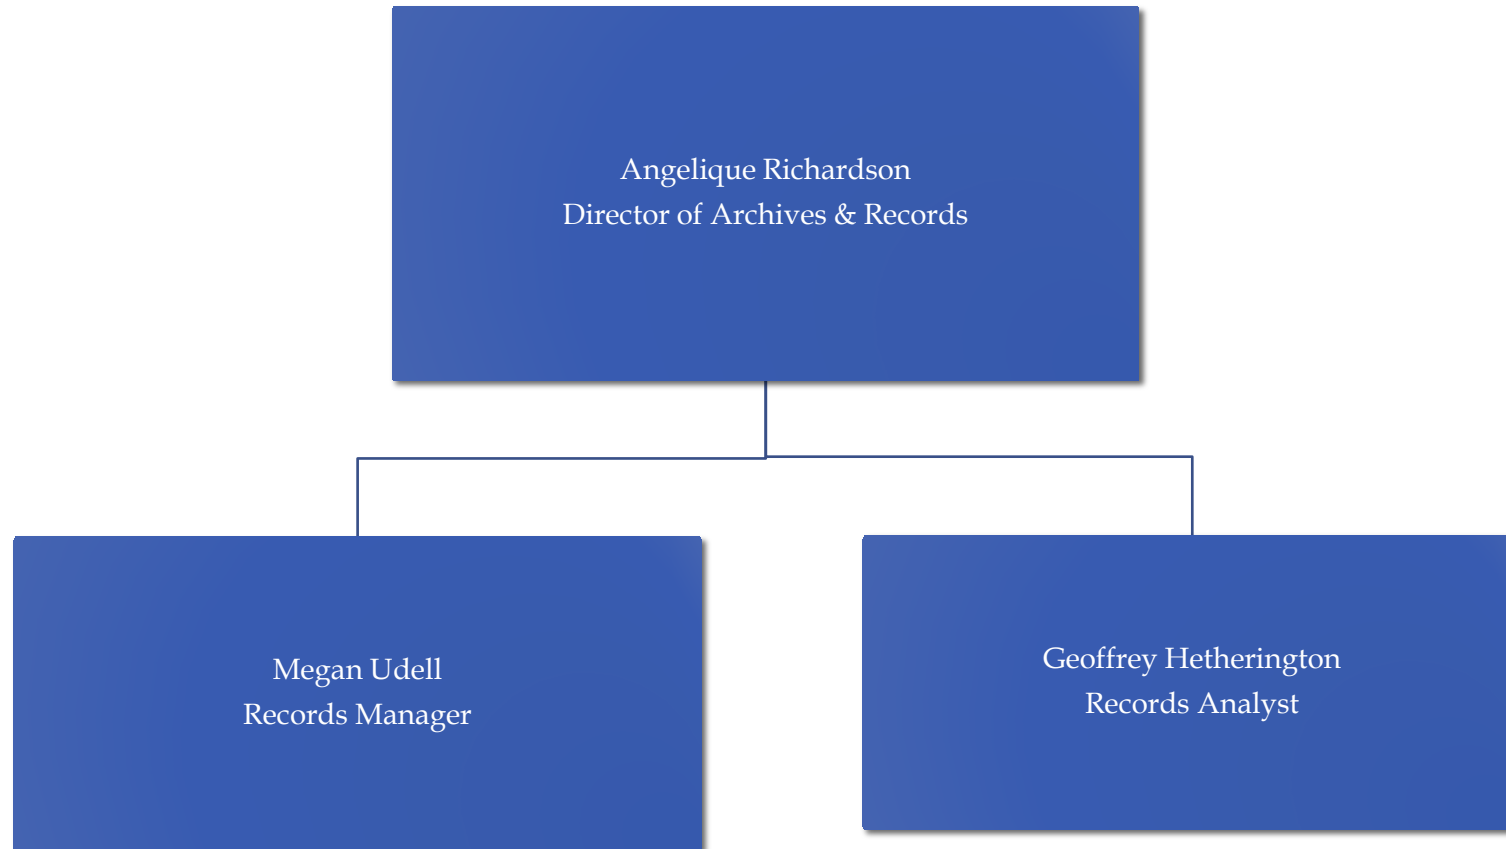 Angelique Richardson
Director of Archives & Records
Megan Udell
Records Manager
Geoffrey Hetherington
Records Analyst